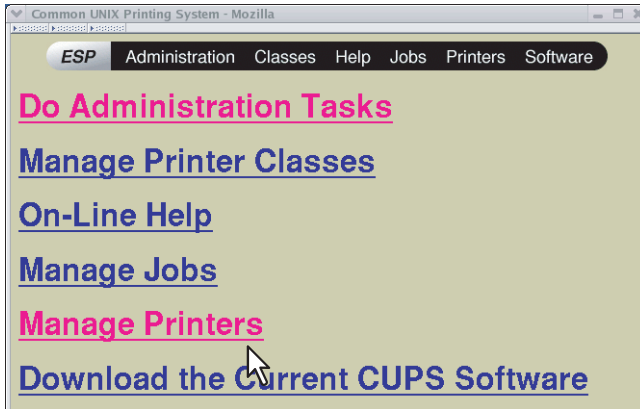 Common UNIX Printing System - Mozilla
ESP Administration Classes Help Jobs Printers Software
Do Administration Tasks
Manage Printer Classes
On-Line Help
Manage Jobs
Manage Printers
Download the Current CUPS Software